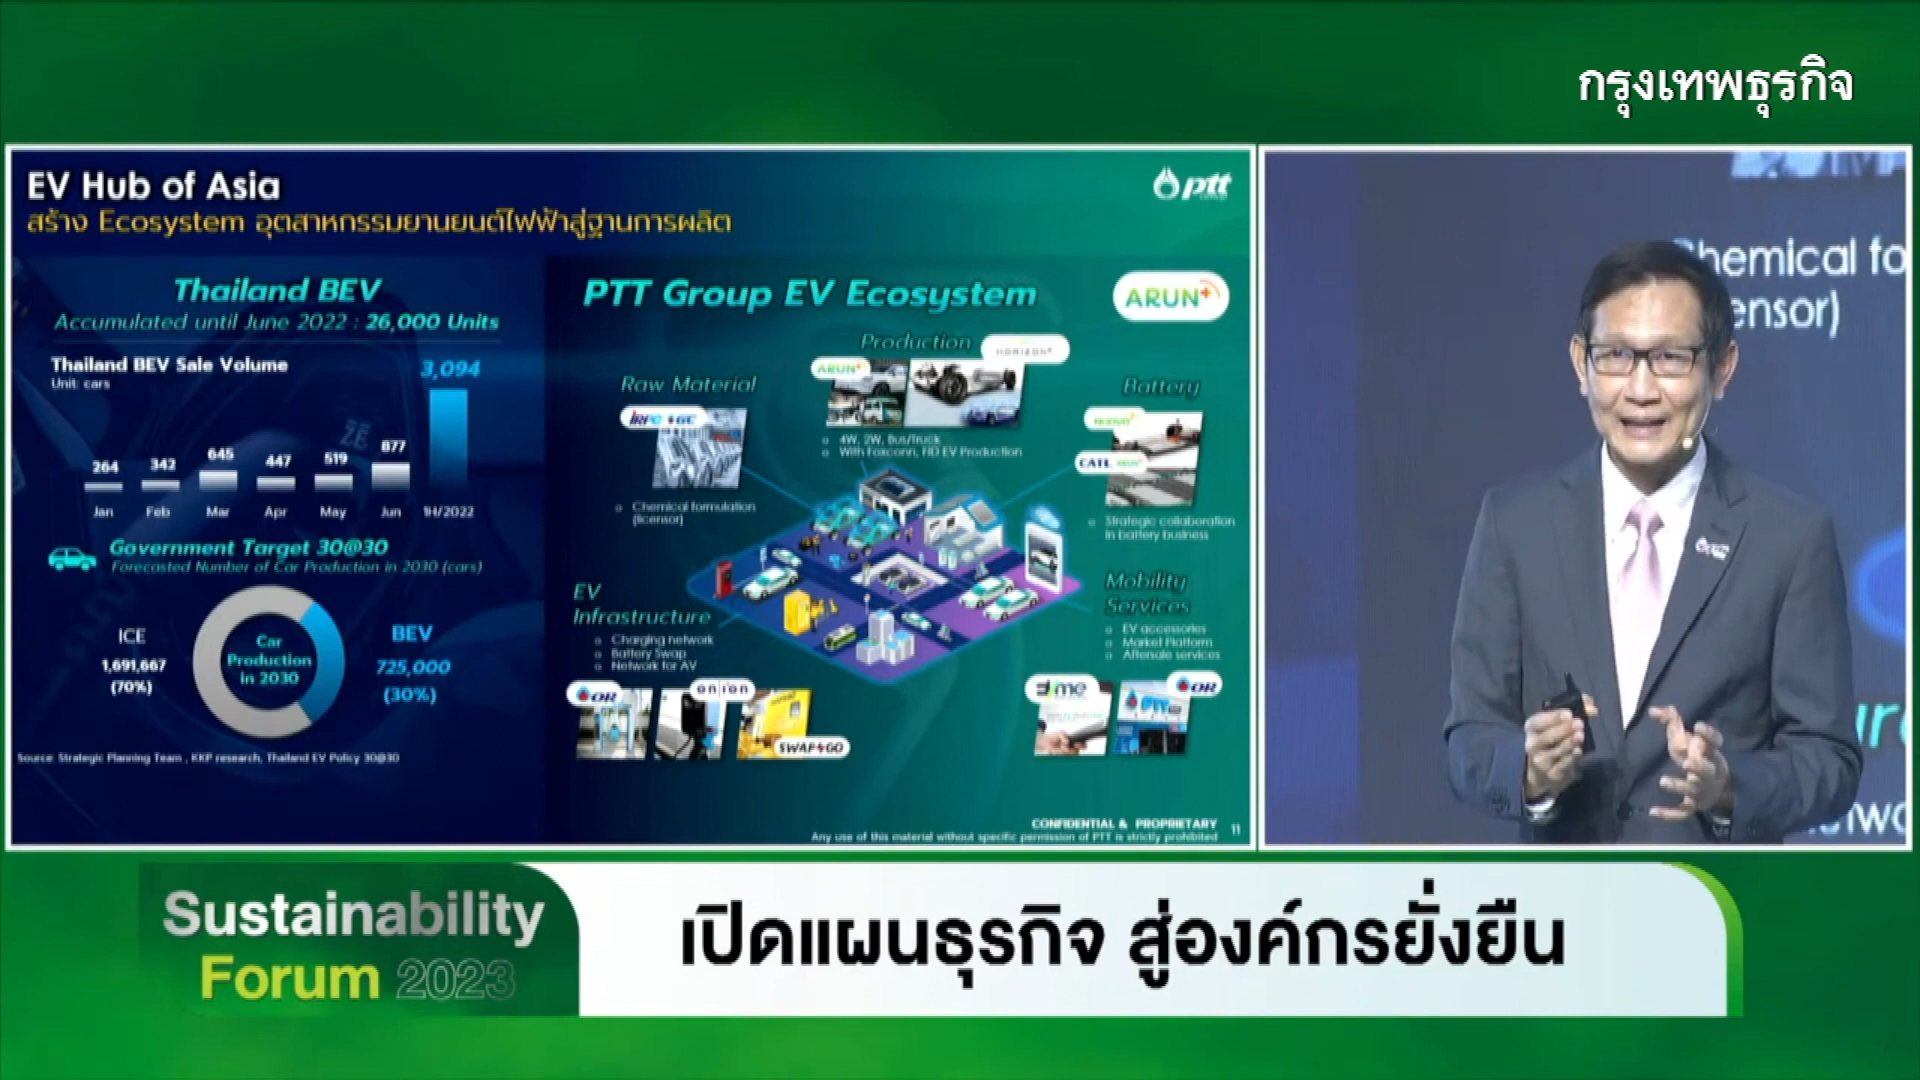 กรุงเทพธุรกิจ
EV Hub of Asia
สร้าง Ecosystem อุตสาหกรรมยานยนต์ไฟฟ้าสู่ฐานการผลิต
ptt
Thailand BEV
Accumulated until June 2022 : 26,000 Units
Thailand BEV Sale Volume
Unit: cars
3,094
264 342 645 447 519 877
Jan Feb Mar Apr May Jun 1H/2022
Government Target 30@30
Forecasted Number of Car Production in 2030 (cars)
ICE
1,691,667
(70%)
Car
Production
in 2030
BEV
725,000
(30%)
Source: Strategic Planning Team , KKP research, Thailand EV Policy 30@30
PTT Group EV Ecosystem
ARUN+
Production
HORIZON+
ARUN+
4W, 2W, Bus/Truck
With Foxconn, FID EV Production
Raw Material
IRPC GC
Chemical formulation
(licensor)
Battery
NUOVO+
CATL
Strategic collaboration
in battery business
EV
Infrastructure
Charging network
Battery Swap
Network for AV
OR
on-ion
SWAP GO
Mobility
Services
EV accessories
Market Platform
Aftersale services
EVme
OR
PTT
CONFIDENTIAL & PROPRIETARY
Any use of this material without specific permission of PTT is strictly prohibited
11
Chemical fo
ensor)
Sustainability
Forum 2023
เปิดแผนธุรกิจ สู่องค์กรยั่งยืน